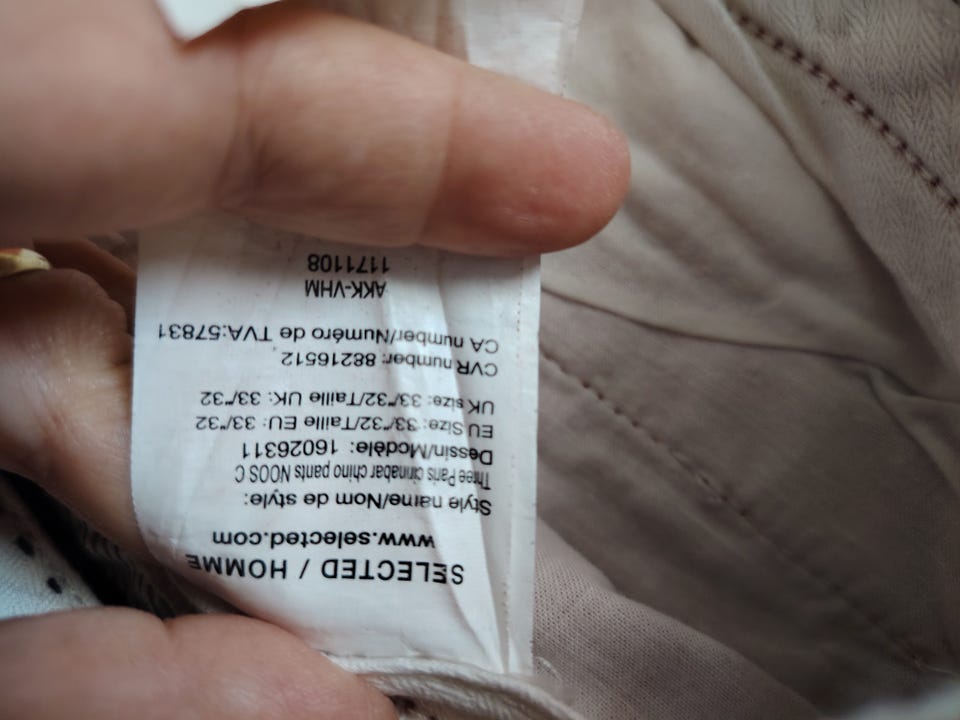 SELECTED / HOMME
www.selected.com
Style name/Nom de style:
Three Paris cinnabar chino pants NOOS C
Dessin/Modèle: 16026311
EU Size: 33"/32/Taille EU: 33/"32
UK size: 33"/32/Taille UK: 33/"32
CVR number: 88216512
CA number/Numéro de TVA:57831
AKK-VHM
1171108